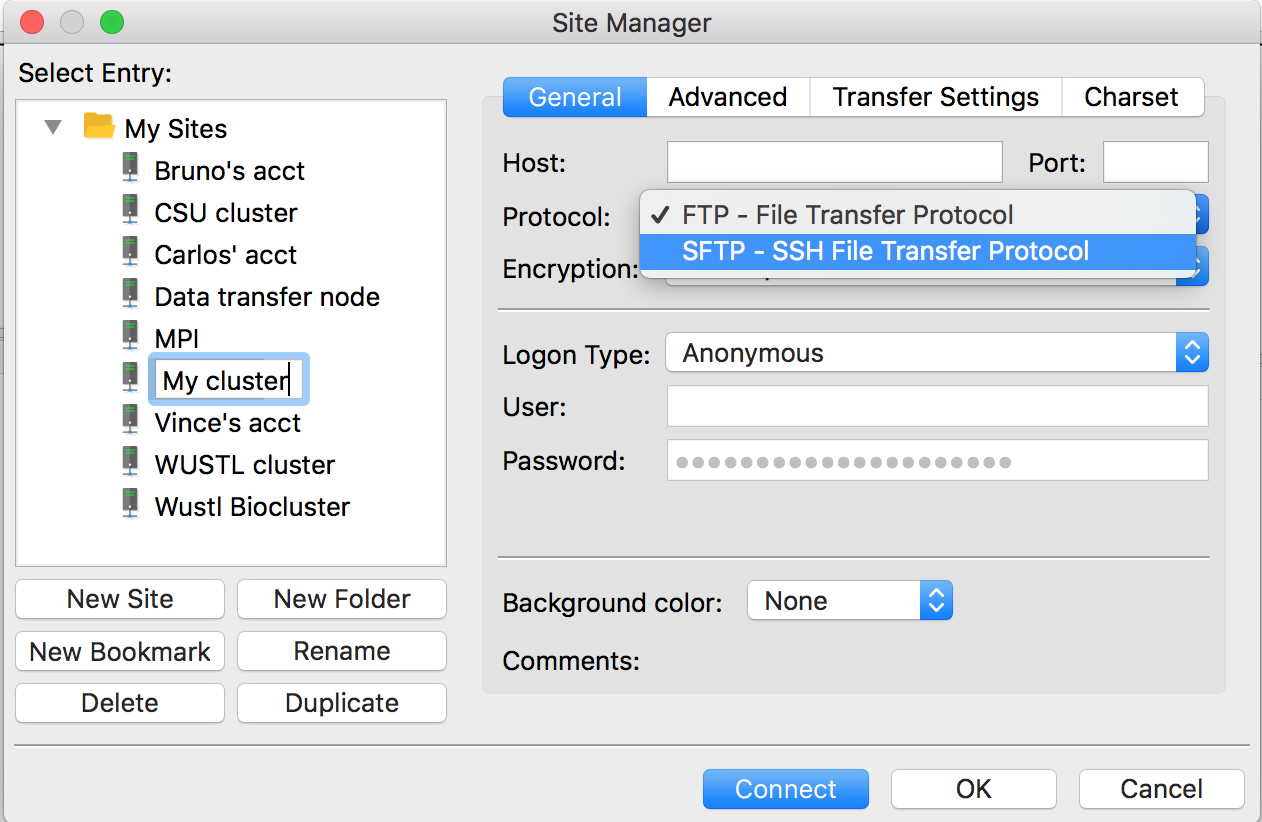 Site Manager
Select Entry:
My Sites
Bruno's acct
CSU cluster
Carlos' acct
Data transfer node
MPI
My cluster
Vince's acct
WUSTL cluster
Wustl Biocluster
New Site New Folder
New Bookmark Rename
Delete Duplicate
General Advanced Transfer Settings Charset
Host: Port:
Protocol: ✓ FTP - File Transfer Protocol
SFTP - SSH File Transfer Protocol
Encryption:
Logon Type: Anonymous
User:
Password: ●●●●●●●●●●●●●●●●●●●●●
Background color: None
Comments:
Connect OK Cancel